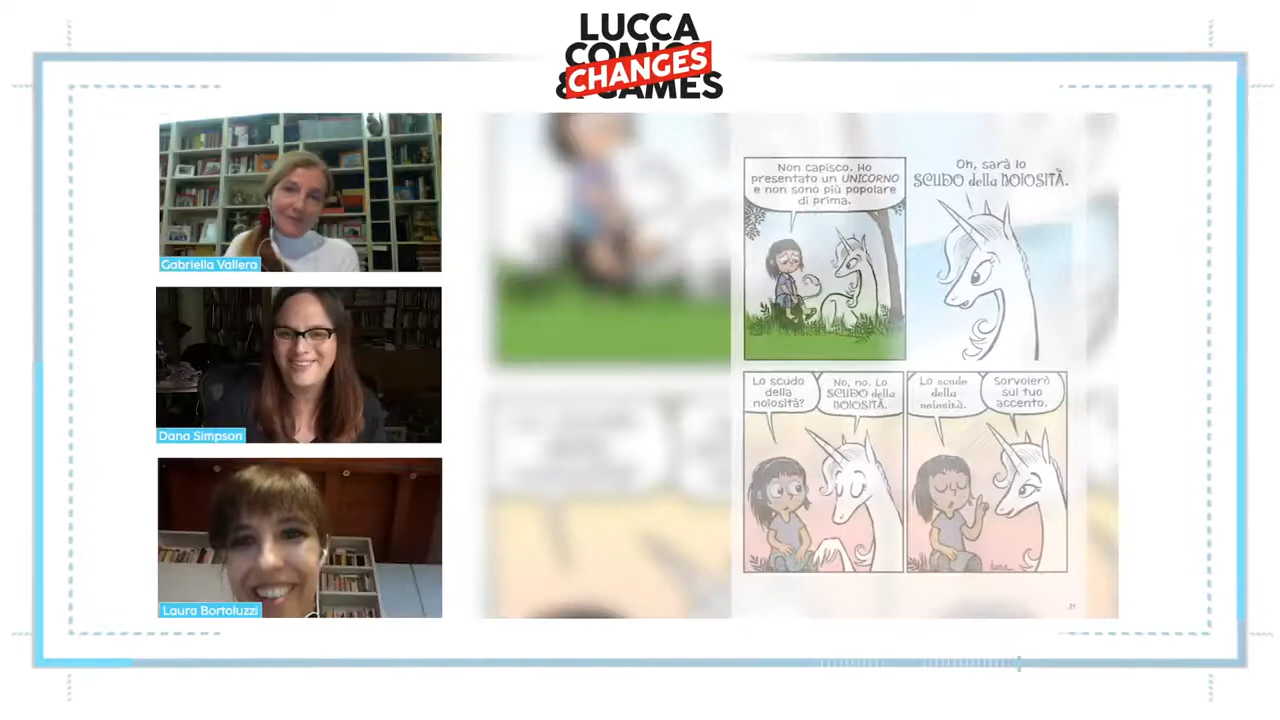 LUCCA
COMICS
CHANGES
& GAMES
Gabriella Vallera
Dana Simpson
Laura Bortoluzzi
Non capisco. Ho
presentato un UNICORNO
e non sono più popolare
di prima.
Oh, sarà lo
SCUDO della NOIOSITÀ.
Lo scudo
della
noiosità?
No, no. Lo
SCUDO della
NOIOSITÀ.
Lo scudo
della
noiosità.
Sorvolerò
sul tuo
accento.
dana